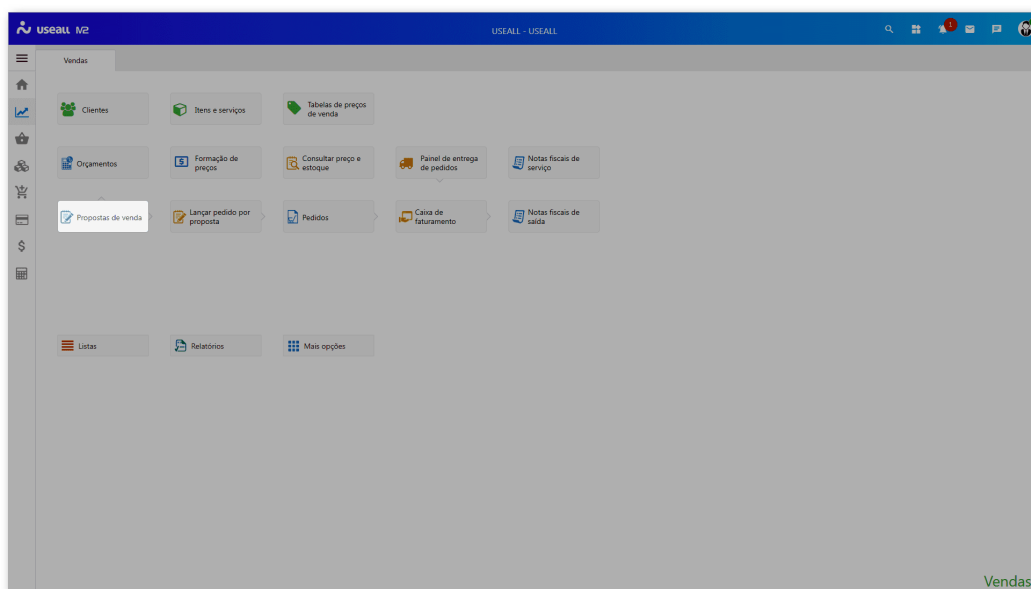 useall M2
USEALL - USEALL
1
Vendas
Clientes
Itens e serviços
Tabelas de preços
de venda
Orçamentos
Formação de
preços
Consultar preço e
estoque
Painel de entrega
de pedidos
Notas fiscais de
serviço
Propostas de venda
Lançar pedido por
proposta
Pedidos
Caixa de
faturamento
Notas fiscais de
saída
Listas
Relatórios
Mais opções
Vendas